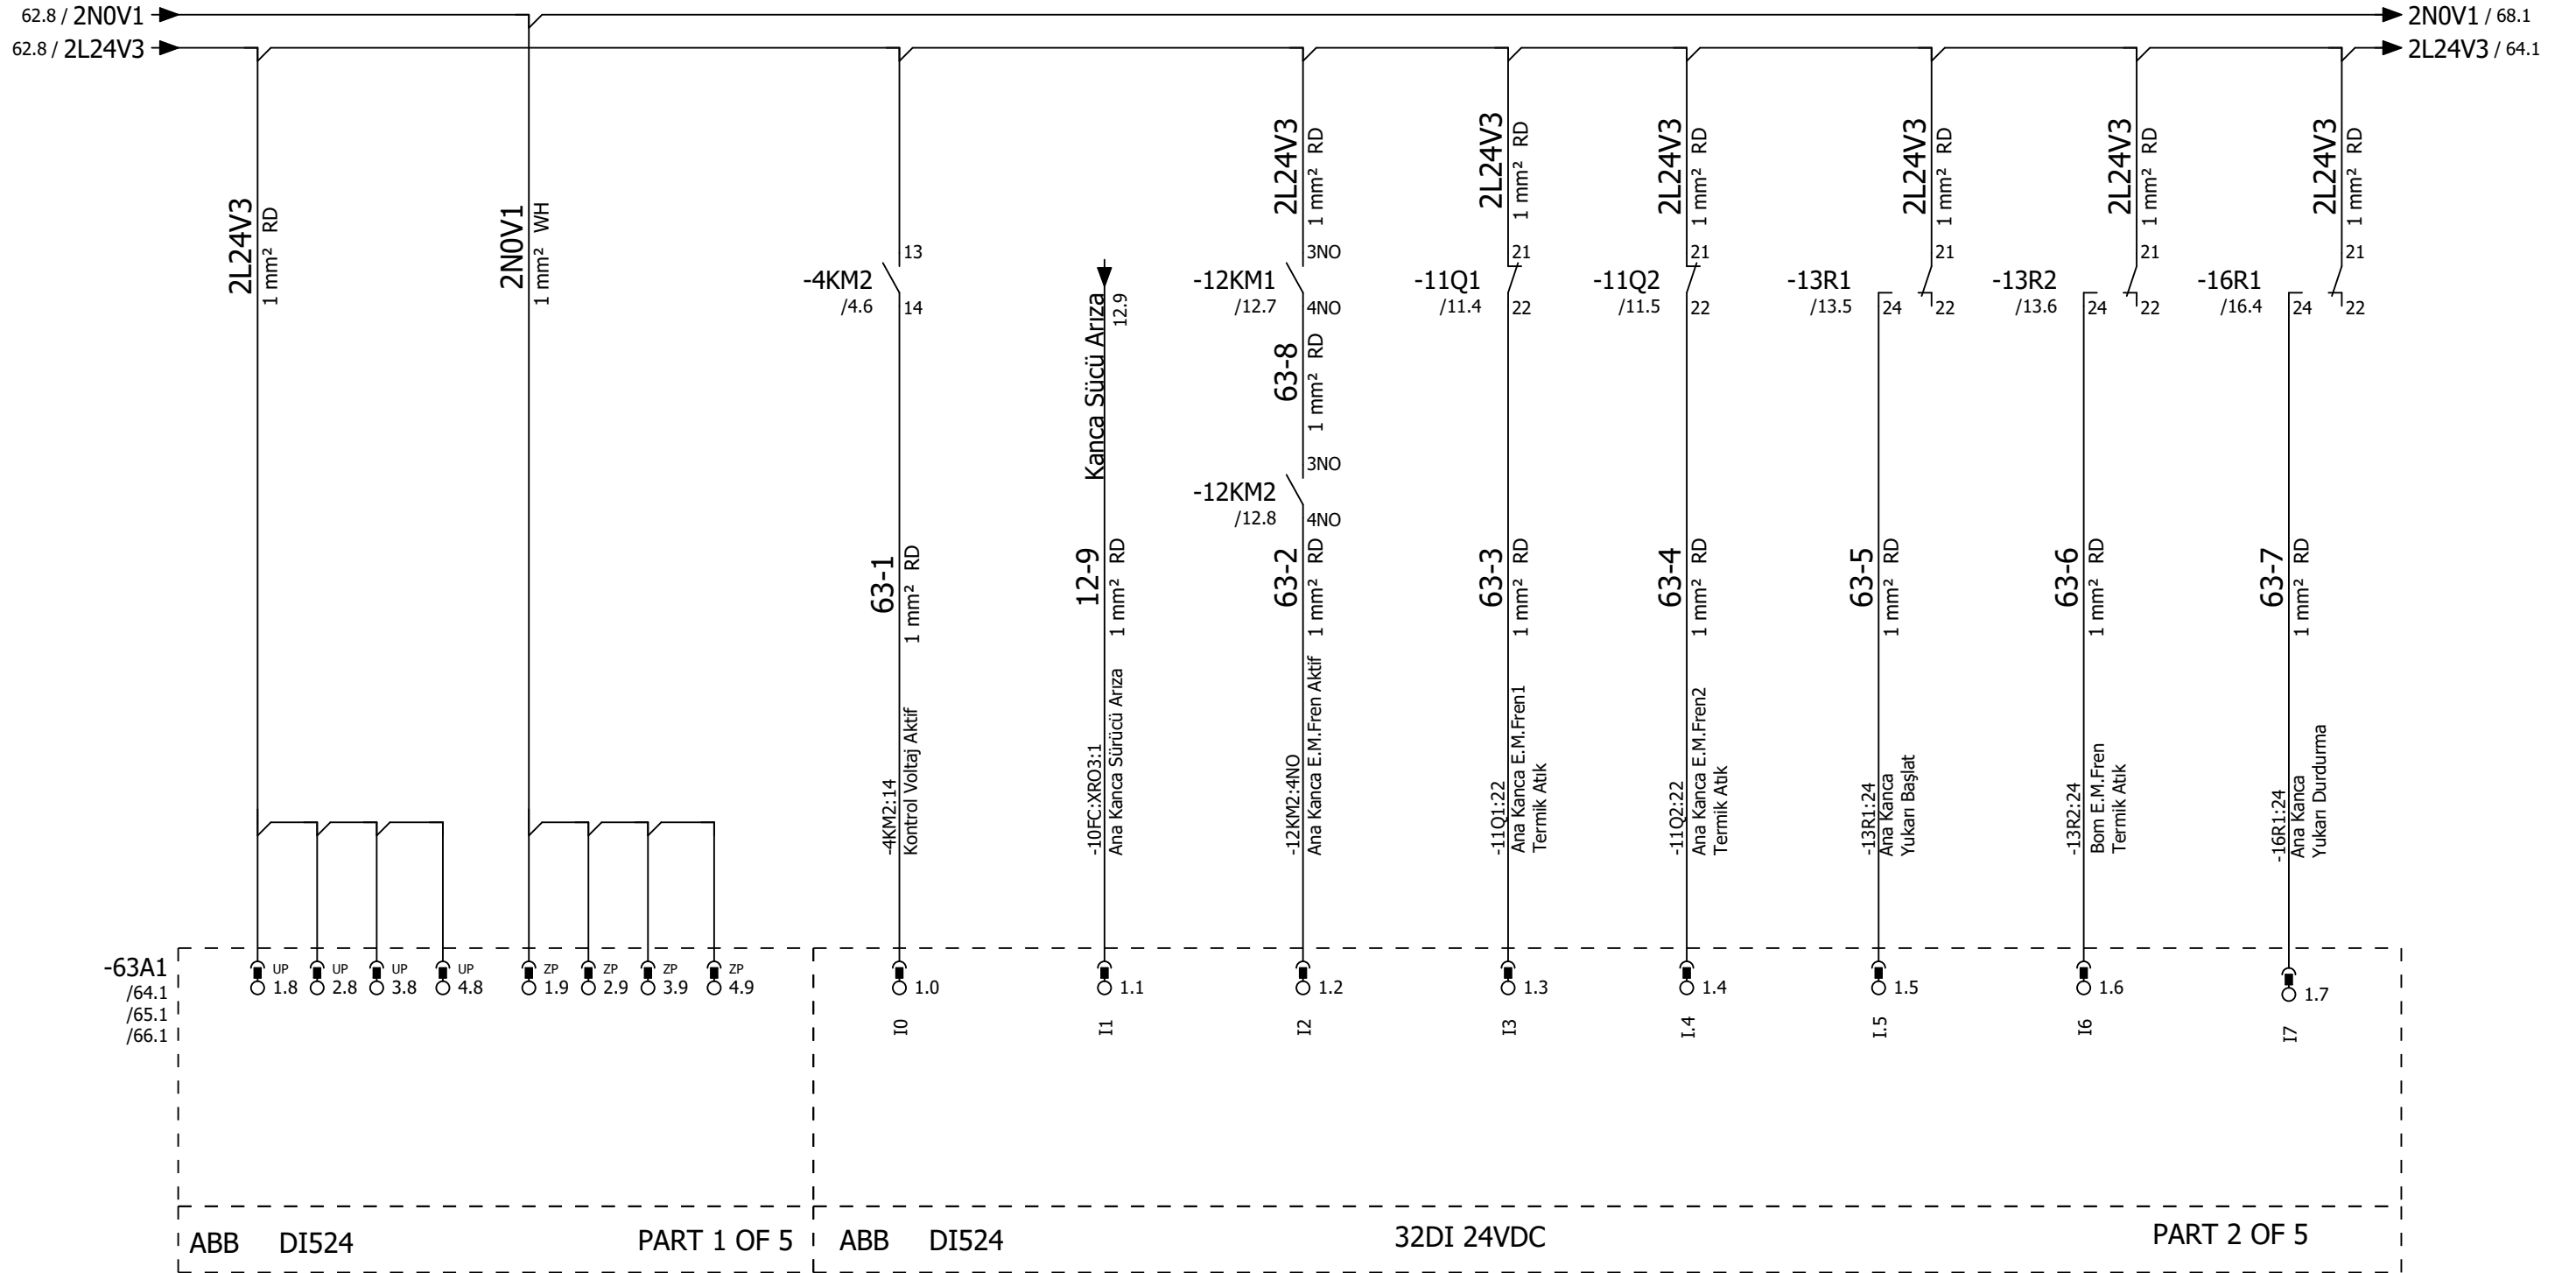 62.8 / 2N0V1
2N0V1 / 68.1
62.8 / 2L24V3
2L24V3 / 64.1
2L24V3
1 mm² RD
2N0V1
1 mm² WH
-4KM2
/4.6
13
14
63-1
1 mm² RD
-4KM2:14
Kontrol Voltaj Aktif
Kanca Sücü Arıza
12.9
12-9
1 mm² RD
-10FC:XRO3:1
Ana Kanca Sürücü Arıza
2L24V3
1 mm² RD
-12KM1
/12.7
3NO
4NO
63-8
1 mm² RD
-12KM2
/12.8
3NO
4NO
63-2
1 mm² RD
-12KM2:4NO
Ana Kanca E.M.Fren Aktif
2L24V3
1 mm² RD
-11Q1
/11.4
21
22
63-3
1 mm² RD
-11Q1:22
Ana Kanca E.M.Fren1
Termik Atık
2L24V3
1 mm² RD
-11Q2
/11.5
21
22
63-4
1 mm² RD
-11Q2:22
Ana Kanca E.M.Fren2
Termik Atık
2L24V3
1 mm² RD
-13R1
/13.5
21
24
22
63-5
1 mm² RD
-13R1:24
Ana Kanca
Yukarı Başlat
2L24V3
1 mm² RD
-13R2
/13.6
21
24
22
63-6
1 mm² RD
-13R2:24
Bom E.M.Fren
Termik Atık
2L24V3
1 mm² RD
-16R1
/16.4
21
24
22
63-7
1 mm² RD
-16R1:24
Ana Kanca
Yukarı Durdurma
-63A1
/64.1
/65.1
/66.1
UP UP UP UP ZP ZP ZP ZP
1.8 2.8 3.8 4.8 1.9 2.9 3.9 4.9 1.0 1.1 1.2 1.3 1.4 1.5 1.6 1.7
I0 I1 I2 I3 I.4 I.5 I6 I7
ABB DI524 PART 1 OF 5
ABB DI524 32DI 24VDC PART 2 OF 5